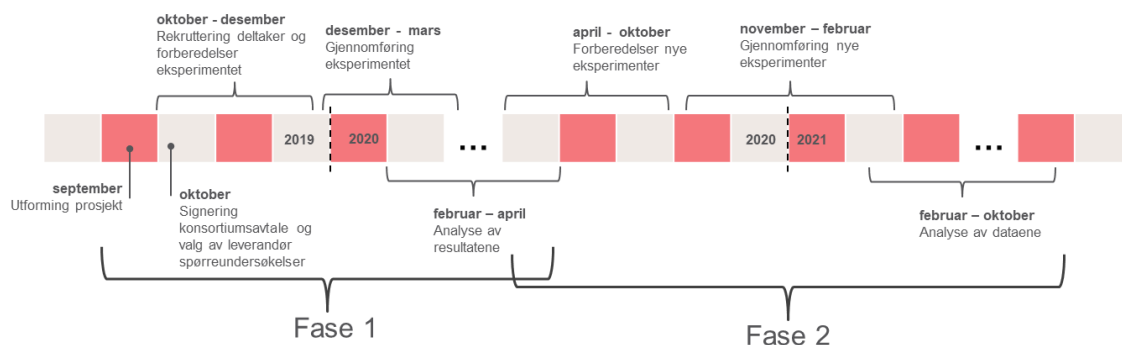 oktober - desember
Rekruttering deltaker og
forberedelser
eksperimentet
desember - mars
Gjennomføring
eksperimentet
april - oktober
Forberedelser nye
eksperimenter
november – februar
Gjennomføring nye
eksperimenter
2019
2020
...
2020
2021
...
september
Utforming prosjekt
oktober
Signering
konsortiumsavtale og
valg av leverandør
spørreundersøkelser
februar – april
Analyse av
resultatene
februar – oktober
Analyse av dataene
Fase 1
Fase 2